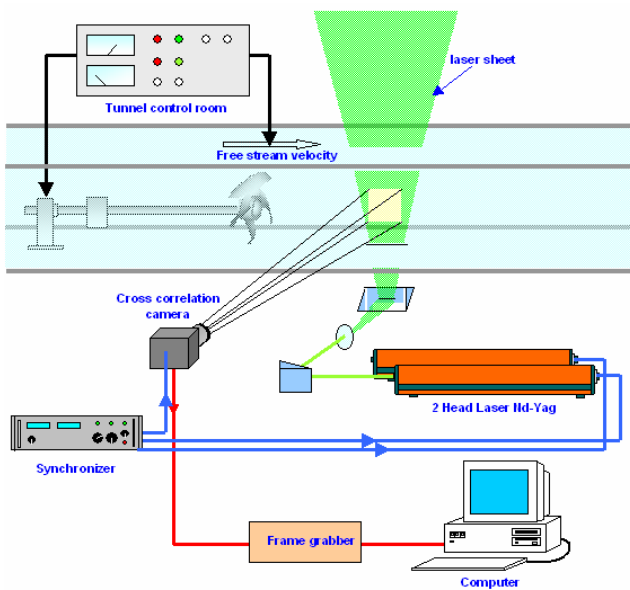 laser sheet
Tunnel control room
Free stream velocity
Cross correlation
camera
2 Head Laser Nd-Yag
Synchronizer
Frame grabber
Computer